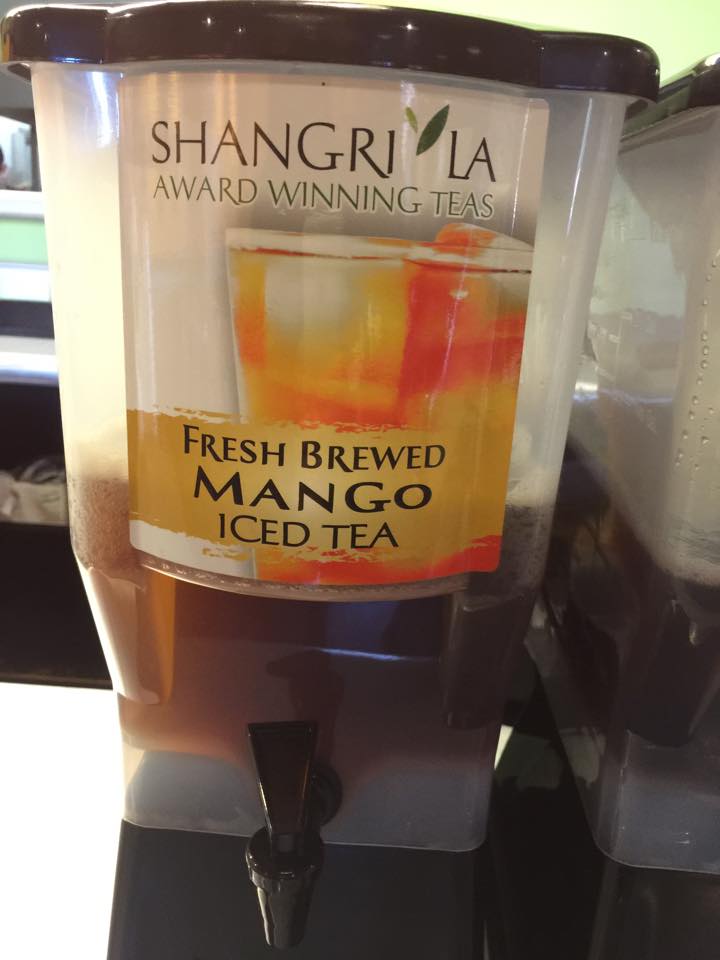 SHANGRI LA
AWARD WINNING TEAS
FRESH BREWED
MANGO
ICED TEA